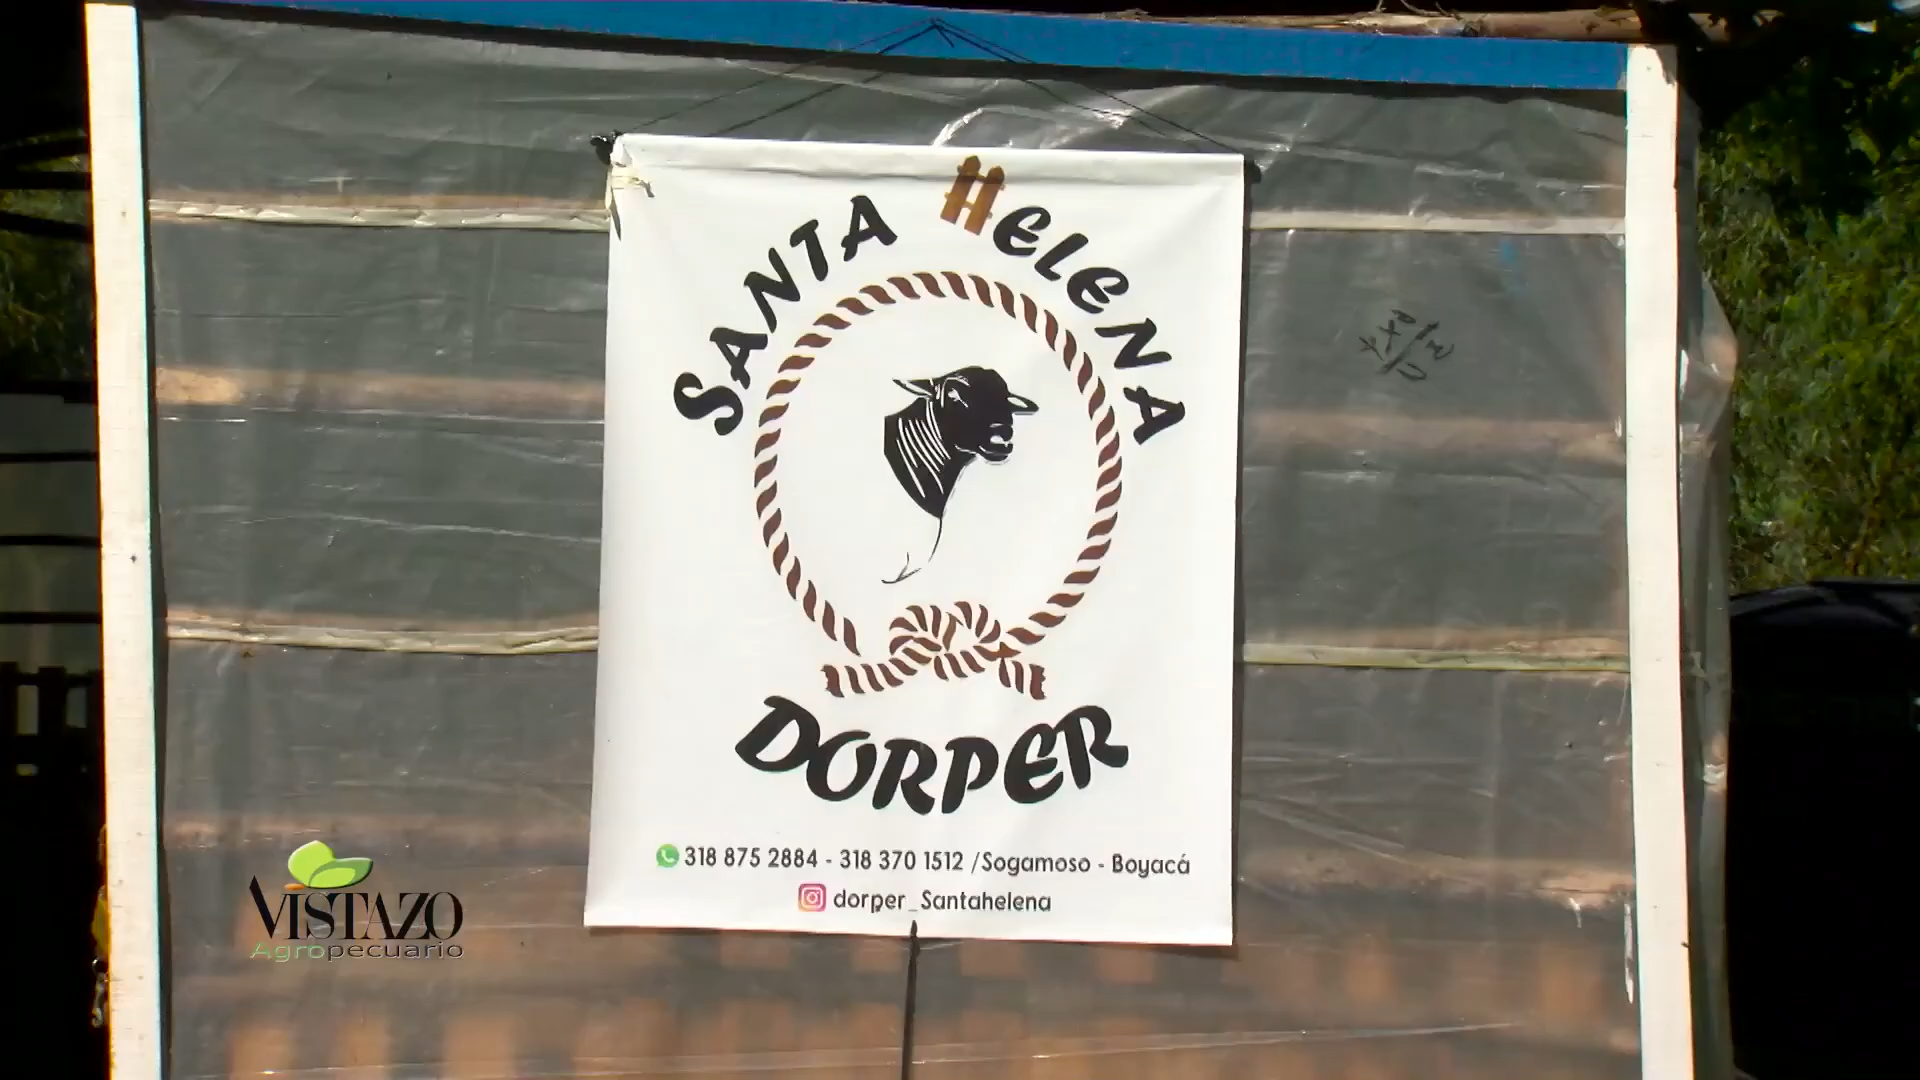 SANTA HELENA
DORPER
318 875 2884 - 318 370 1512 /Sogamoso - Boyacá
dorper_Santahelena
VISTAZO
Agropecuario